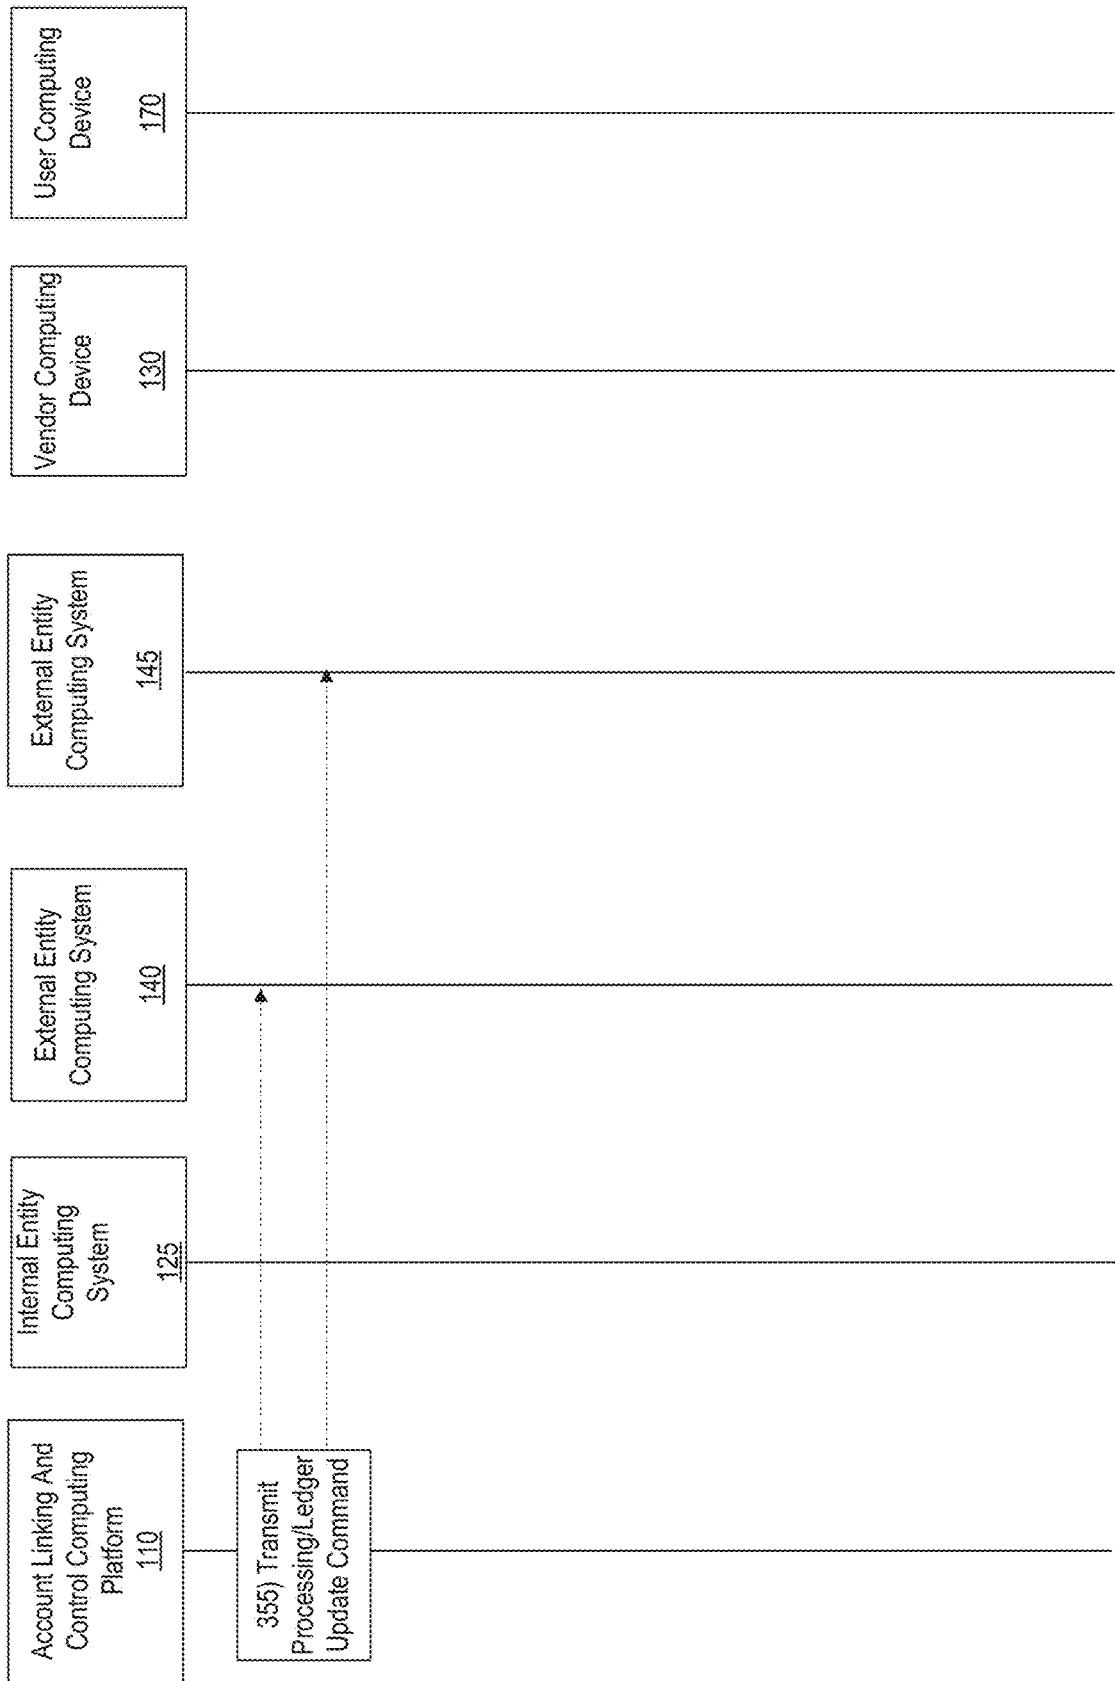 Account Linking And
Control Computing
Platform
110
Internal Entity
Computing
System
125
External Entity
Computing System
140
External Entity
Computing System
145
Vendor Computing
Device
130
User Computing
Device
170
355) Transmit
Processing/Ledger
Update Command